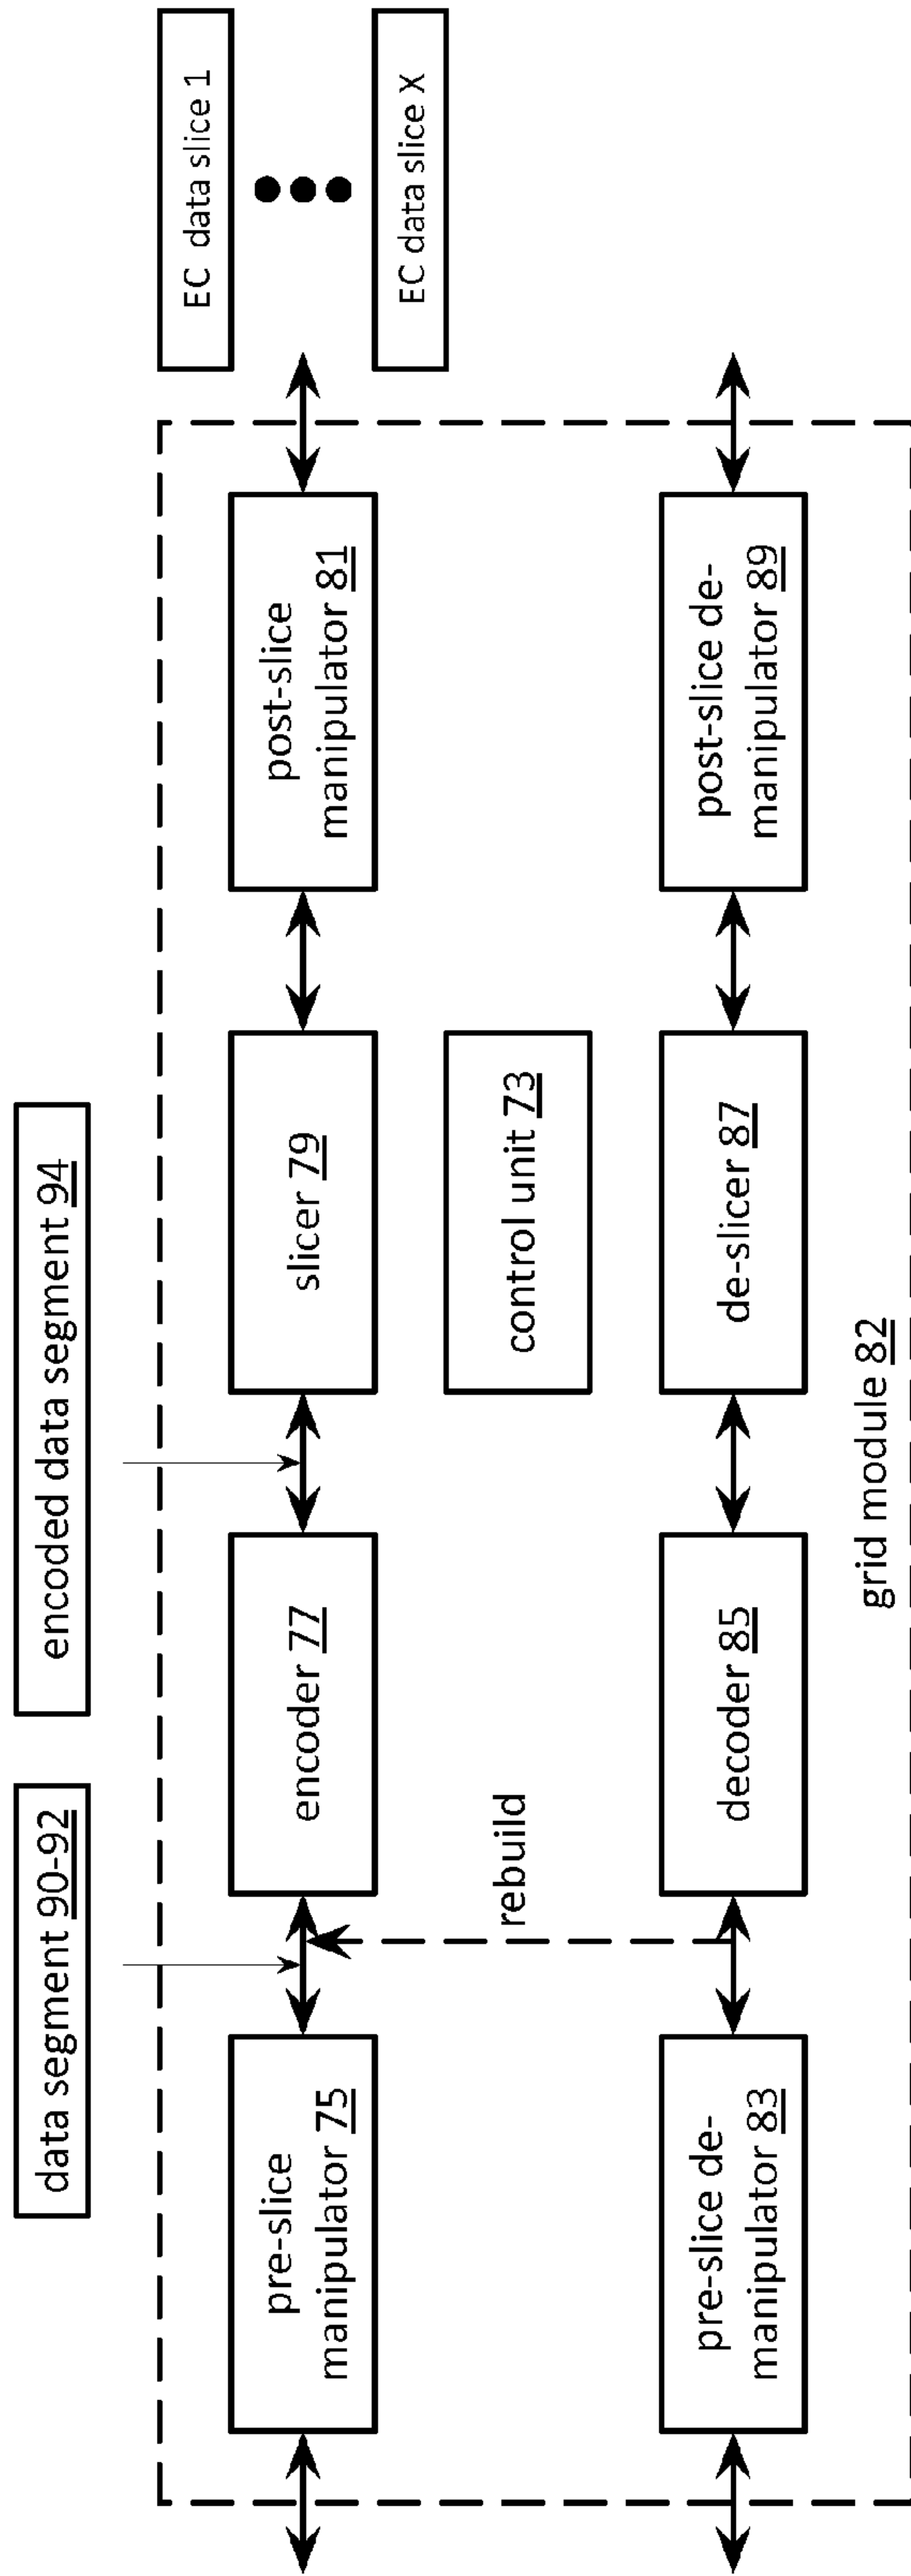 data segment 90-92
encoded data segment 94
EC data slice 1
EC data slice X
pre-slice
manipulator 75
encoder 77
slicer 79
post-slice
manipulator 81
rebuild
control unit 73
pre-slice de-
manipulator 83
decoder 85
de-slicer 87
post-slice de-
manipulator 89
grid module 82